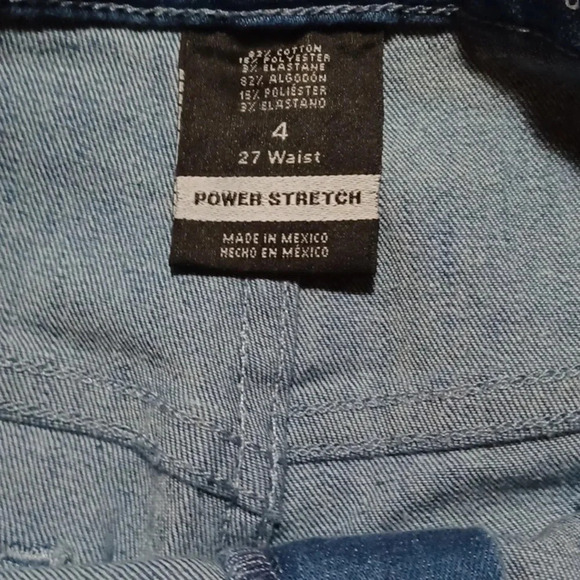 82% COTTON
15% POLYESTER
3% ELASTANE
82% ALGODÓN
15% POLIÉSTER
3% ELASTANO
4
27 Waist
POWER STRETCH
MADE IN MEXICO
HECHO EN MÉXICO